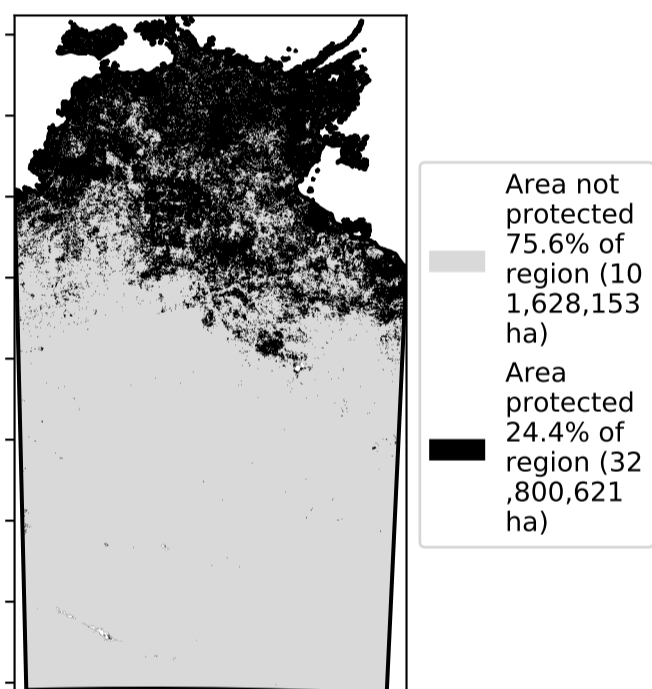 Area not
protected
75.6% of
region (10
1,628,153
ha)
Area
protected
24.4% of
region (32
,800,621
ha)